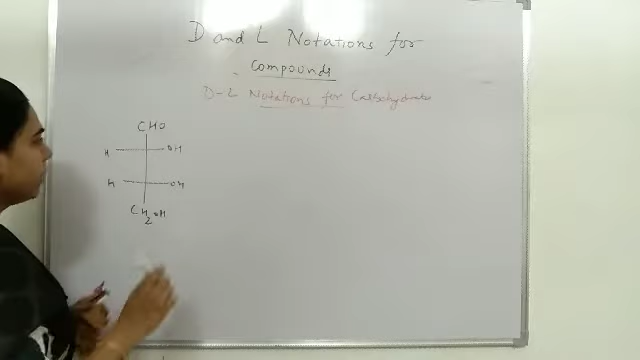 D and L Notations for
Compounds
D-L Notations for Carbohydrates
CHO
H OH
H OH
CH2OH